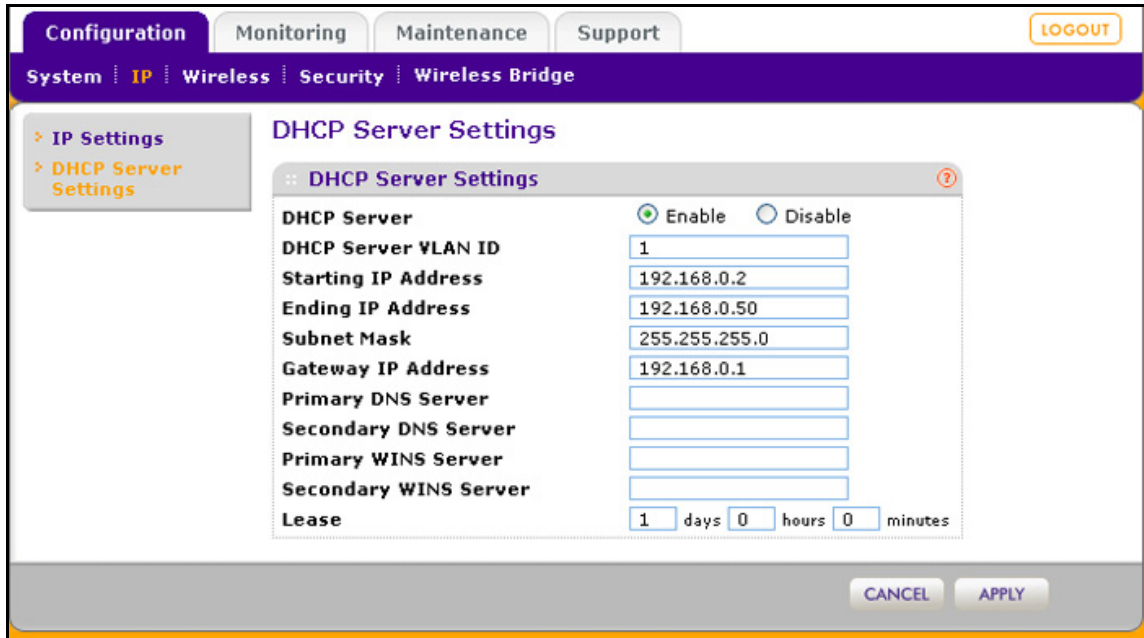 Configuration Monitoring Maintenance Support LOGOUT
System IP Wireless Security Wireless Bridge
IP Settings
DHCP Server
Settings
DHCP Server Settings
DHCP Server Settings ?
DHCP Server Enable Disable
DHCP Server VLAN ID 1
Starting IP Address 192.168.0.2
Ending IP Address 192.168.0.50
Subnet Mask 255.255.255.0
Gateway IP Address 192.168.0.1
Primary DNS Server
Secondary DNS Server
Primary WINS Server
Secondary WINS Server
Lease 1 days 0 hours 0 minutes
CANCEL APPLY